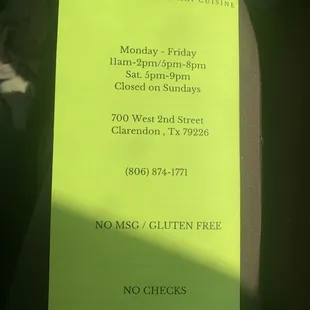 CUISINE
Monday - Friday
11am-2pm/5pm-8pm
Sat. 5pm-9pm
Closed on Sundays
700 West 2nd Street
Clarendon , Tx 79226
(806) 874-1771
NO MSG / GLUTEN FREE
NO CHECKS